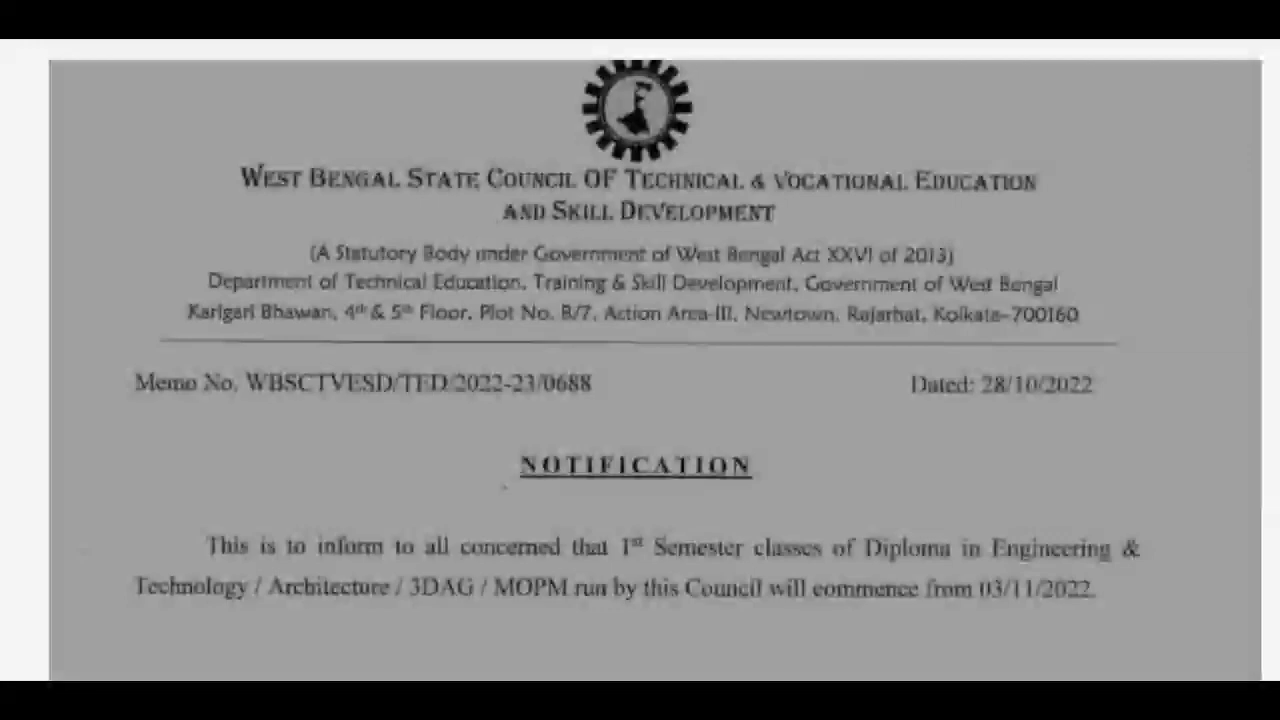 WEST BENGAL STATE COUNCIL OF TECHNICAL & VOCATIONAL EDUCATION
AND SKILL DEVELOPMENT
(A Statutory Body under Government of West Bengal Act XXVI of 2013)
Department of Technical Education, Training & Skill Development, Government of West Bengal
Karigari Bhawan, 4th & 5th Floor, Plot No. B/7, Action Area-III, Newtown, Rajarhat, Kolkata-700160
Memo No. WBSCTVESD/TED/2022-23/0688
Dated: 28/10/2022
NOTIFICATION
This is to inform to all concerned that 1st Semester classes of Diploma in Engineering &
Technology / Architecture / 3DAG / MOPM run by this Council will commence from 03/11/2022.